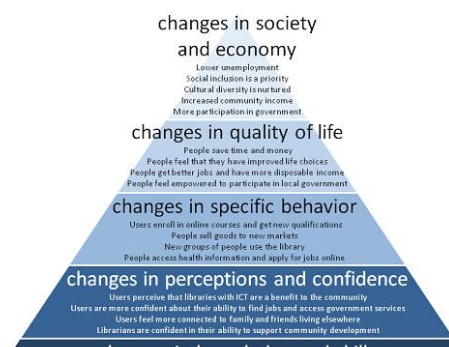 changes in society
and economy
Lower unemployment
Social inclusion is a priority
Cultural diversity is nurtured
Increased community income
More participation in government
changes in quality of life
People save time and money
People feel that they have improved life choices
People get better jobs and have more disposable income
People feel empowered to participate in local government
changes in specific behavior
Users enroll in online courses and get new qualifications
People sell goods to new markets
New groups of people use the library
People access health information and apply for jobs online
changes in perceptions and confidence
Users perceive that libraries with ICT are a benefit to the community
Users are more confident about their ability to find jobs and access government services
Users feel more connected to family and friends living elsewhere
Librarians are confident in their ability to support community development